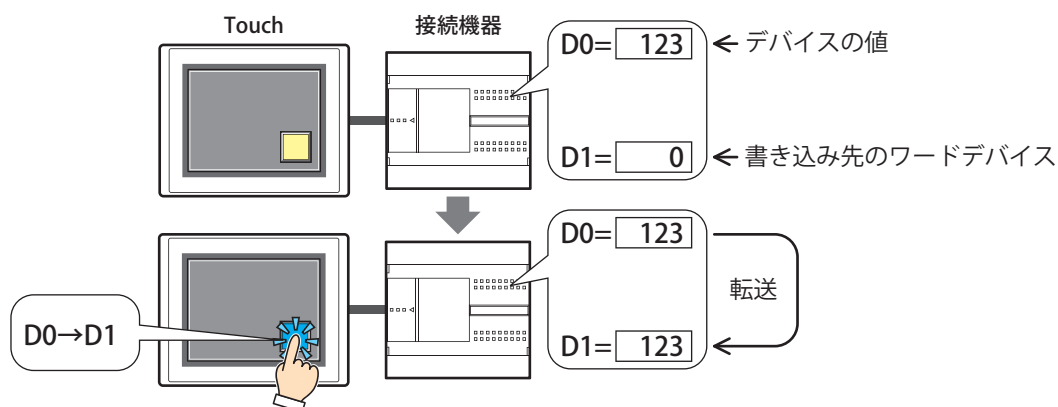 Touch
接続機器
D0= 123
デバイスの値
D1= 0
書き込み先のワードデバイス
D0= 123
転送
D0→D1
D1= 123